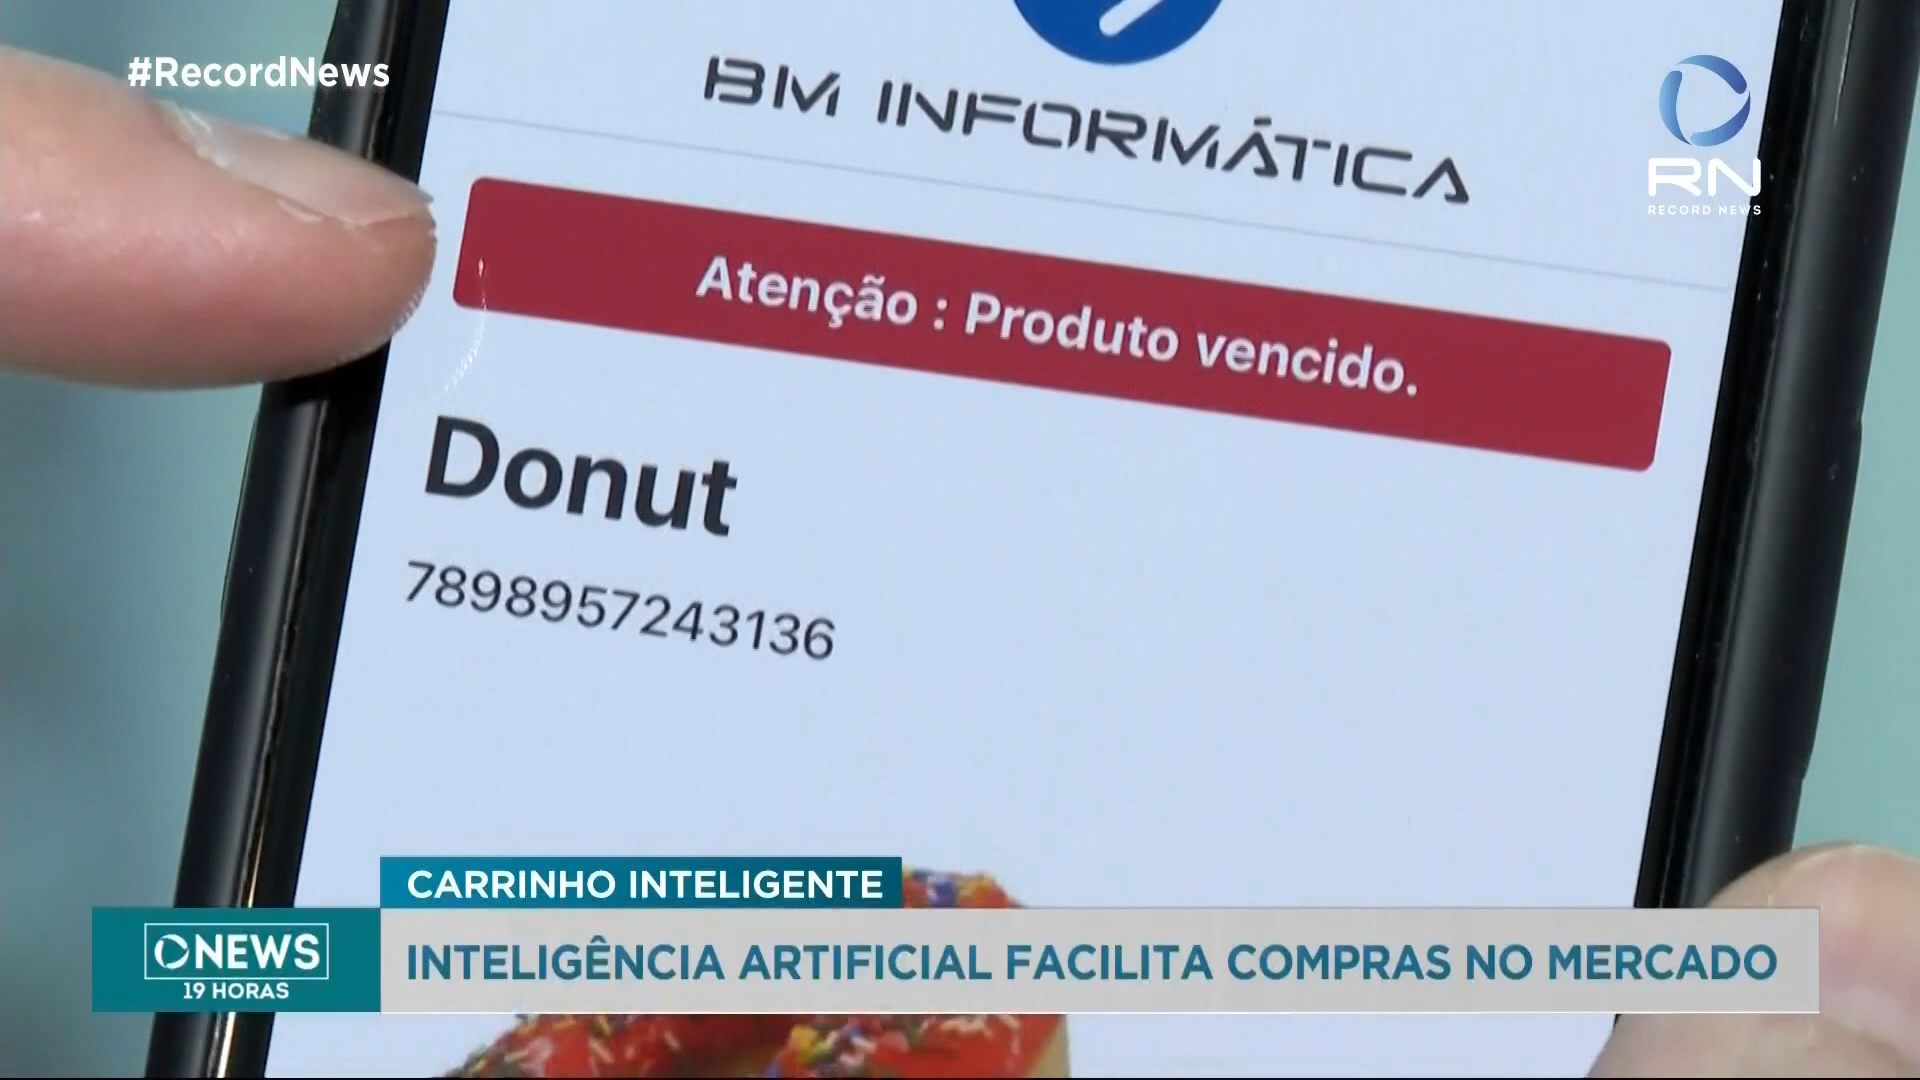 #RecordNews
BM INFORMÁTICA
RN
RECORD NEWS
Atenção : Produto vencido.
Donut
7898957243136
CARRINHO INTELIGENTE
NEWS
19 HORAS
INTELIGÊNCIA ARTIFICIAL FACILITA COMPRAS NO MERCADO